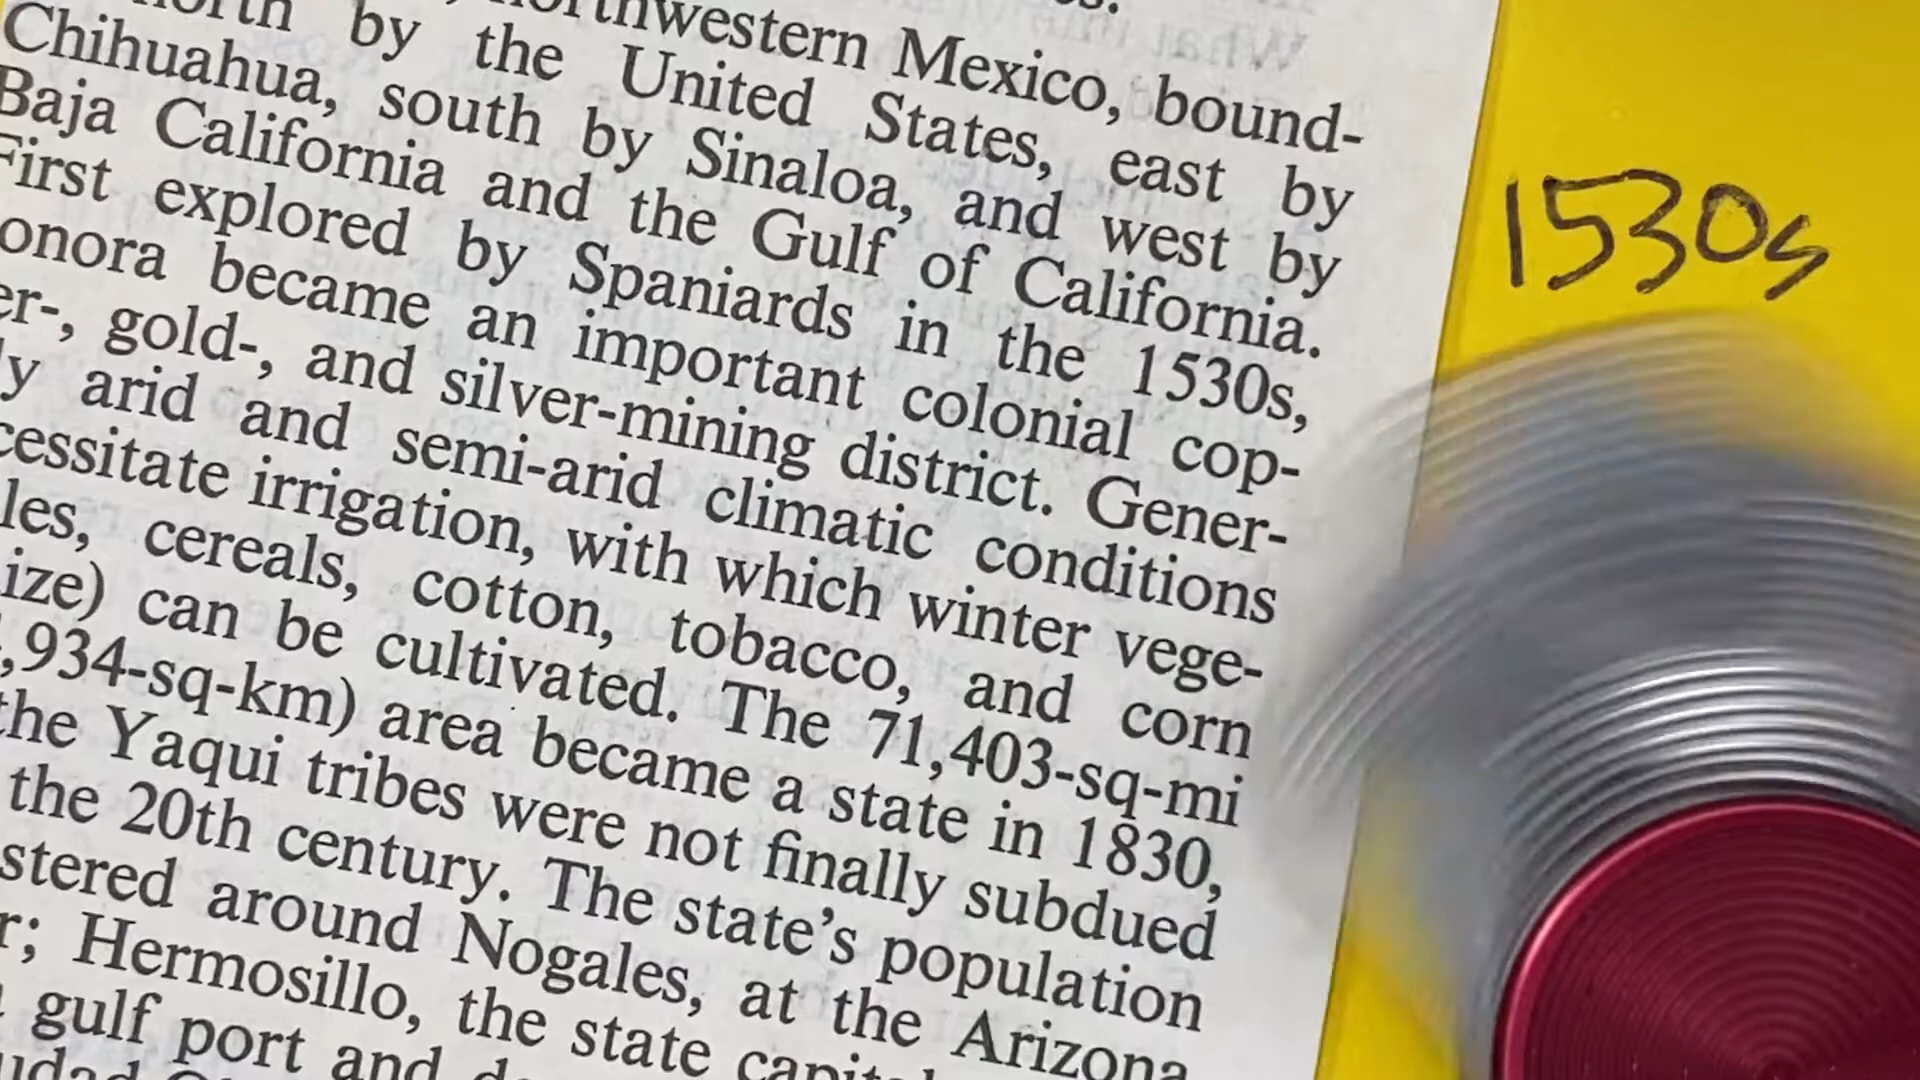 northwestern Mexico, bound-
north by the United States, east by
Chihuahua, south by Sinaloa, and west by
Baja California and the Gulf of California.
First explored by Spaniards in the 1530s,
onora became an important colonial cop-
er-, gold-, and silver-mining district. Gener-
ly arid and semi-arid climatic conditions
cessitate irrigation, with which winter vege-
les, cereals, cotton, tobacco, and corn
ize) can be cultivated. The 71,403-sq-mi
,934-sq-km) area became a state in 1830,
the Yaqui tribes were not finally subdued
the 20th century. The state's population
stered around Nogales, at the Arizona
r; Hermosillo, the state capital
gulf port and
1530s